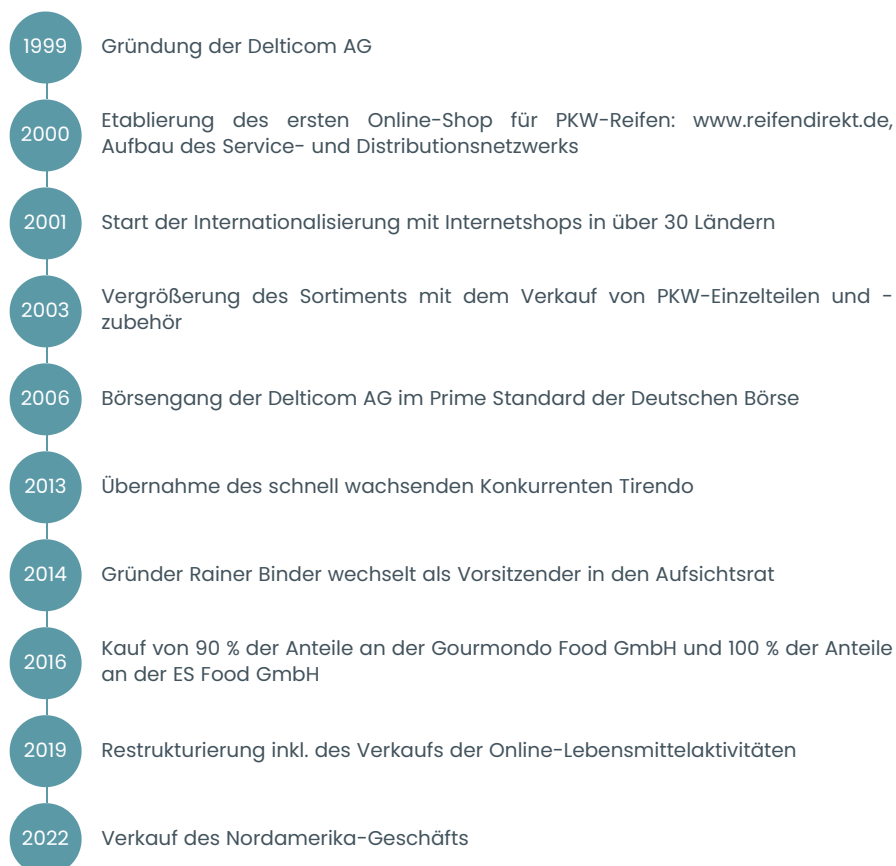 1999
Gründung der Delticom AG
2000
Etablierung des ersten Online-Shop für PKW-Reifen: www.reifendirekt.de,
Aufbau des Service- und Distributionsnetzwerks
2001
Start der Internationalisierung mit Internetshops in über 30 Ländern
2003
Vergrößerung des Sortiments mit dem Verkauf von PKW-Einzelteilen und -
zubehör
2006
Börsengang der Delticom AG im Prime Standard der Deutschen Börse
2013
Übernahme des schnell wachsenden Konkurrenten Tirendo
2014
Gründer Rainer Binder wechselt als Vorsitzender in den Aufsichtsrat
2016
Kauf von 90 % der Anteile an der Gourmondo Food GmbH und 100 % der Anteile
an der ES Food GmbH
2019
Restrukturierung inkl. des Verkaufs der Online-Lebensmittelaktivitäten
2022
Verkauf des Nordamerika-Geschäfts